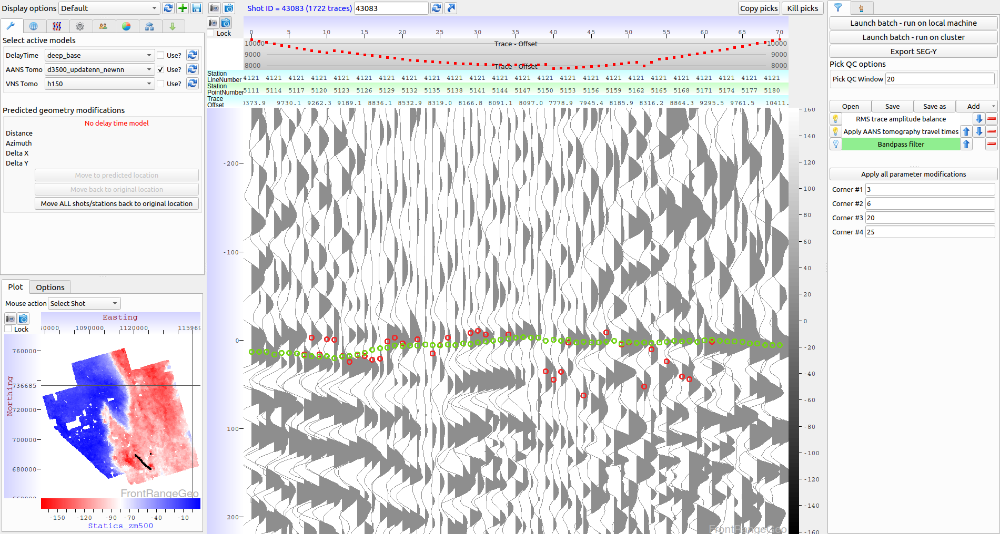 Display options Default
Shot ID = 43083 (1722 traces) 43083
Copy picks Kill picks
Lock
Select active models
DelayTime deep_base Use?
AANS Tomo d3500_updatenn_newnn Use?
VNS Tomo h150 Use?
Predicted geometry modifications
No delay time model
Distance
Azimuth
Delta X
Delta Y
Move to predicted location
Move back to original location
Move ALL shots/stations back to original location
Plot Options
Mouse action Select Shot
Lock
Easting
1090000 1120000
Northing
760000
736685
720000
700000
680000
FrontRangeGeo
-150 -120 -90 -70 -40 -10
Statics_zm500
0 5 10 15 20 25 30 35 40 45 50 55 60 65 70
10000 Trace - Offset 10000
9000 9000
8000 Trace - Offset 8000
Station
LineNumber 4121 4121 4121 4121 4121 4121 4121 4121 4121 4121 4121 4121 4121 4121 4121 4121 4121 4121 4121 4121 4121 4121 4121 4121
Station
PointNumber 5111 5114 5117 5120 5123 5126 5129 5132 5135 5138 5141 5144 5147 5150 5153 5156 5159 5162 5165 5168 5171 5174 5177 5180
Trace
Offset 373.9 9730.1 9262.3 9189.1 8836.1 8532.9 8319.0 8166.8 8091.1 8097.0 7778.9 7945.4 8185.9 8316.2 8864.3 9295.5 9761.5 10411.
-200
-100
0
100
200
FrontRangeGeo
160
140
120
100
80
60
40
20
0
-20
-40
-60
-80
-100
-120
-140
-160
Launch batch - run on local machine
Launch batch - run on cluster
Export SEG-Y
Pick QC options
Pick QC Window 20
Open Save Save as Add
RMS trace amplitude balance
Apply AANS tomography travel times
Bandpass filter
Apply all parameter modifications
Corner #1 3
Corner #2 6
Corner #3 20
Corner #4 25